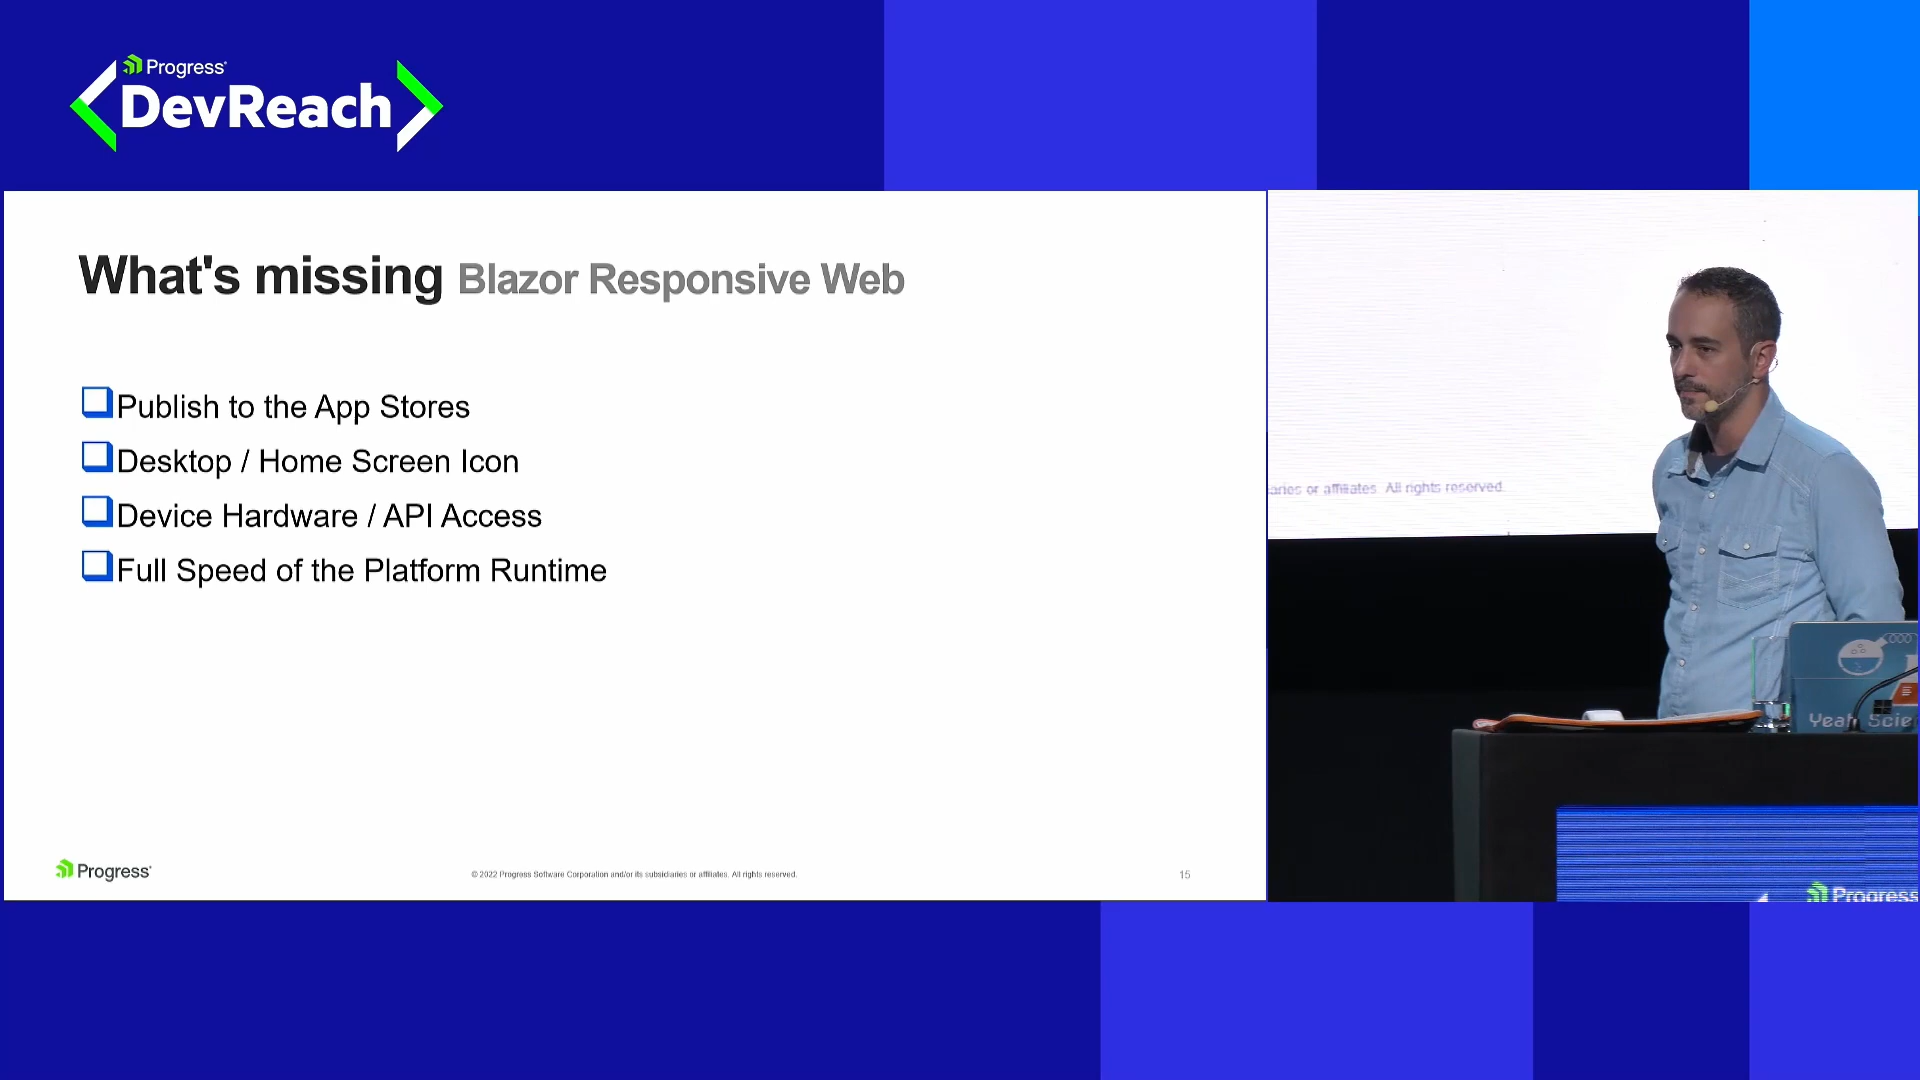 Progress
DevReach
What's missing Blazor Responsive Web
Publish to the App Stores
Desktop / Home Screen Icon
Device Hardware / API Access
Full Speed of the Platform Runtime
Progress
© 2022 Progress Software Corporation and/or its subsidiaries or affiliates. All rights reserved.
15
or affiliates. All rights reserved.
Yeah
Progress